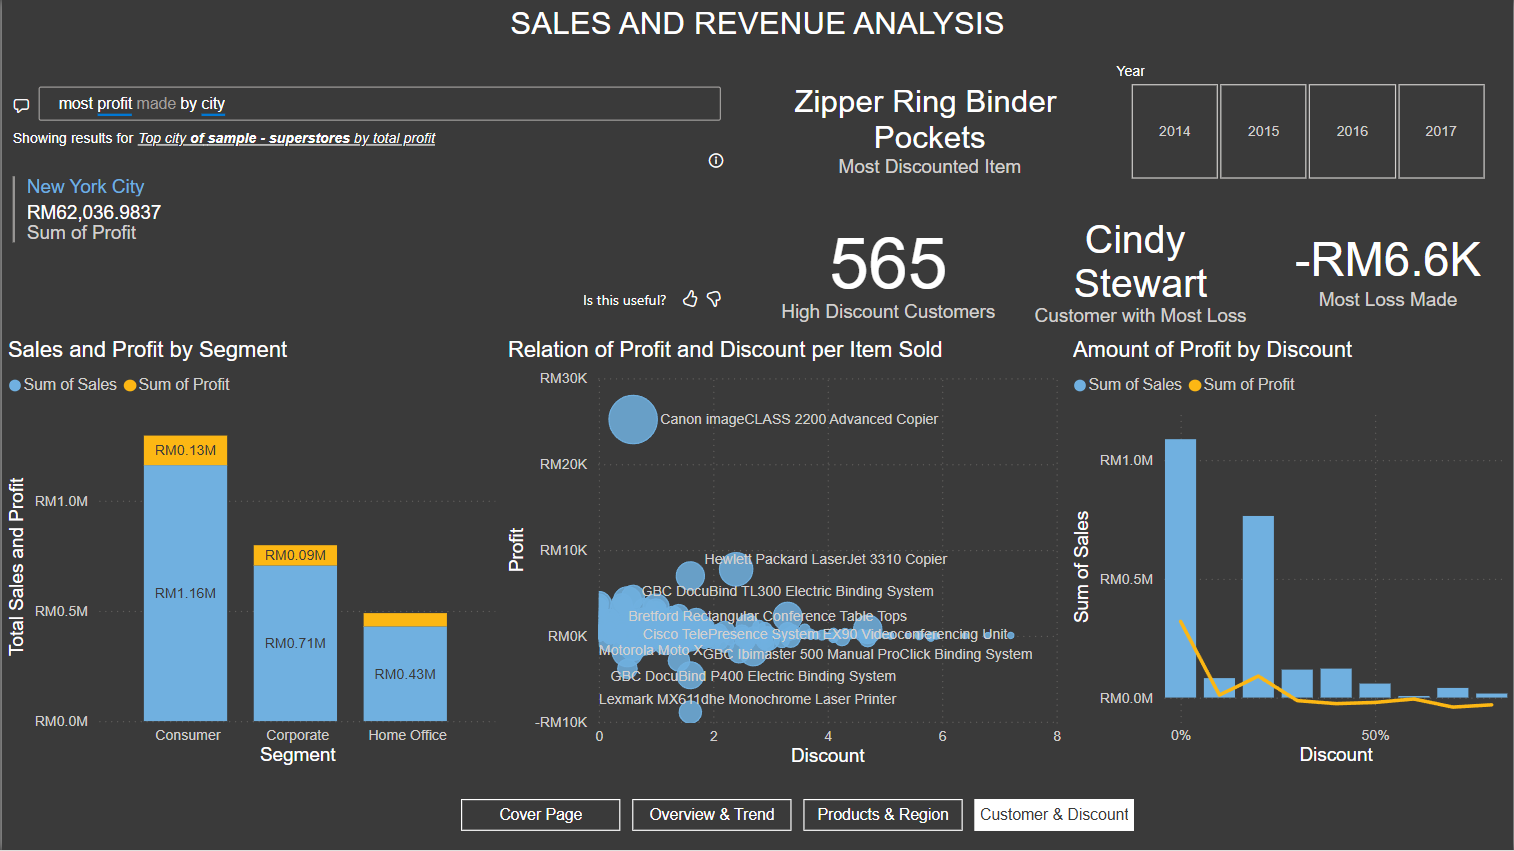 SALES AND REVENUE ANALYSIS
most profit made by city
Showing results for Top city of sample - superstores by total profit
New York City
RM62,036.9837
Sum of Profit
Is this useful?
Zipper Ring Binder
Pockets
Most Discounted Item
Year
2014
2015
2016
2017
565
High Discount Customers
Cindy
Stewart
Customer with Most Loss
-RM6.6K
Most Loss Made
Sales and Profit by Segment
Sum of Sales
Sum of Profit
Total Sales and Profit
RM1.0M
RM0.5M
RM0.0M
RM0.13M
RM1.16M
RM0.09M
RM0.71M
RM0.43M
Consumer
Corporate
Home Office
Segment
Relation of Profit and Discount per Item Sold
Profit
RM30K
RM20K
RM10K
RM0K
-RM10K
Canon imageCLASS 2200 Advanced Copier
Hewlett Packard LaserJet 3310 Copier
GBC DocuBind TL300 Electric Binding System
Bretford Rectangular Conference Table Tops
Cisco TelePresence System EX90 Videoconferencing Unit
Motorola Moto X
GBC Ibimaster 500 Manual ProClick Binding System
GBC DocuBind P400 Electric Binding System
Lexmark MX611dhe Monochrome Laser Printer
0
2
4
6
8
Discount
Amount of Profit by Discount
Sum of Sales
Sum of Profit
Sum of Sales
RM1.0M
RM0.5M
RM0.0M
0%
50%
Discount
Cover Page
Overview & Trend
Products & Region
Customer & Discount